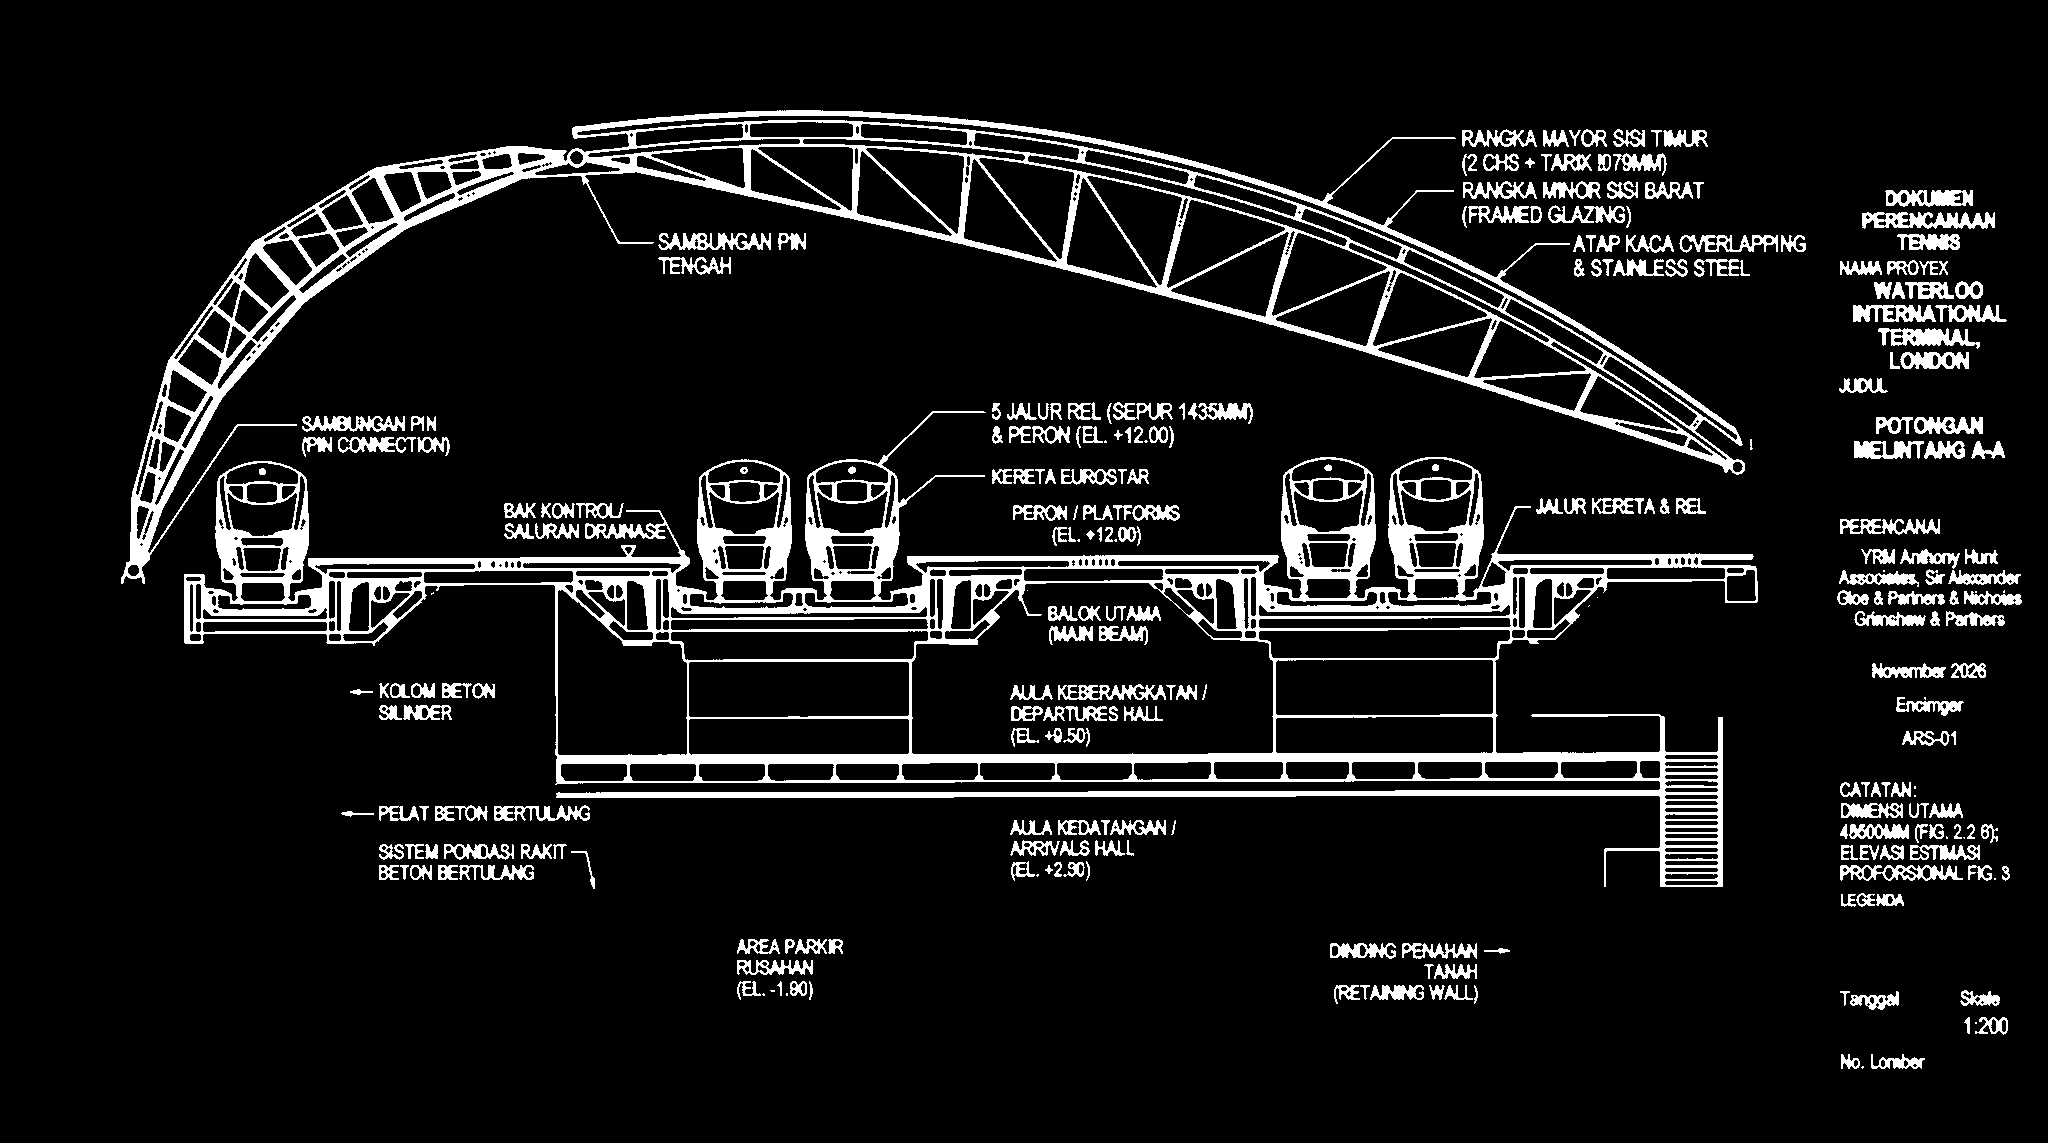 RANGKA MAYOR SISI TIMUR
(2 CHS + TARIX 1079MM)
RANGKA MINOR SISI BARAT
(FRAMED GLAZING)
ATAP KACA OVERLAPPING
& STAINLESS STEEL
SAMBUNGAN PIN
TENGAH
SAMBUNGAN PIN
(PIN CONNECTION)
5 JALUR REL (SEPUR 1435MM)
& PERON (EL. +12.00)
KERETA EUROSTAR
BAK KONTROL/
SALURAN DRAINASE
PERON / PLATFORMS
(EL. +12.00)
JALUR KERETA & REL
BALOK UTAMA
(MAIN BEAM)
KOLOM BETON
SILINDER
AULA KEBERANGKATAN /
DEPARTURES HALL
(EL. +9.50)
PELAT BETON BERTULANG
SISTEM PONDASI RAKIT
BETON BERTULANG
AULA KEDATANGAN /
ARRIVALS HALL
(EL. +2.90)
AREA PARKIR
RUSAHAN
(EL. -1.90)
DINDING PENAHAN
TANAH
(RETAINING WALL)
DOKUMEN
PERENCANAAN
TENNIS
NAMA PROYEX
WATERLOO
INTERNATIONAL
TERMINAL,
LONDON
JUDUL
POTONGAN
MELINTANG A-A
PERENCANAI
YRM Anthony Hunt
Associates, Sir Alexander
Gloe & Partners & Nicholas
Grimshaw & Parthers
November 2026
Encimger
ARS-01
CATATAN:
DIMENSI UTAMA
48500MM (FIG. 2.2 6);
ELEVASI ESTIMASI
PROFORSIONAL FIG. 3
LEGENDA
Tanggal Skale
1:200
No. Lomber